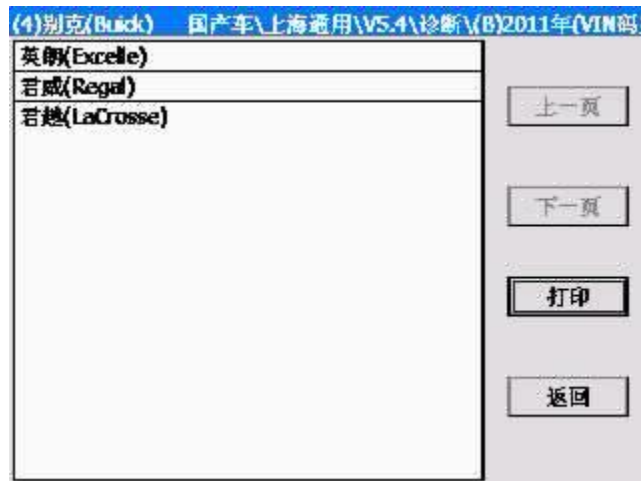 (4)别克(Buick) 国产车\上海通用\V5.4\诊断\(B)2011年(VIN码
英朗(Excelle)
君威(Regal)
君越(LaCrosse)
上一页
下一页
打印
返回